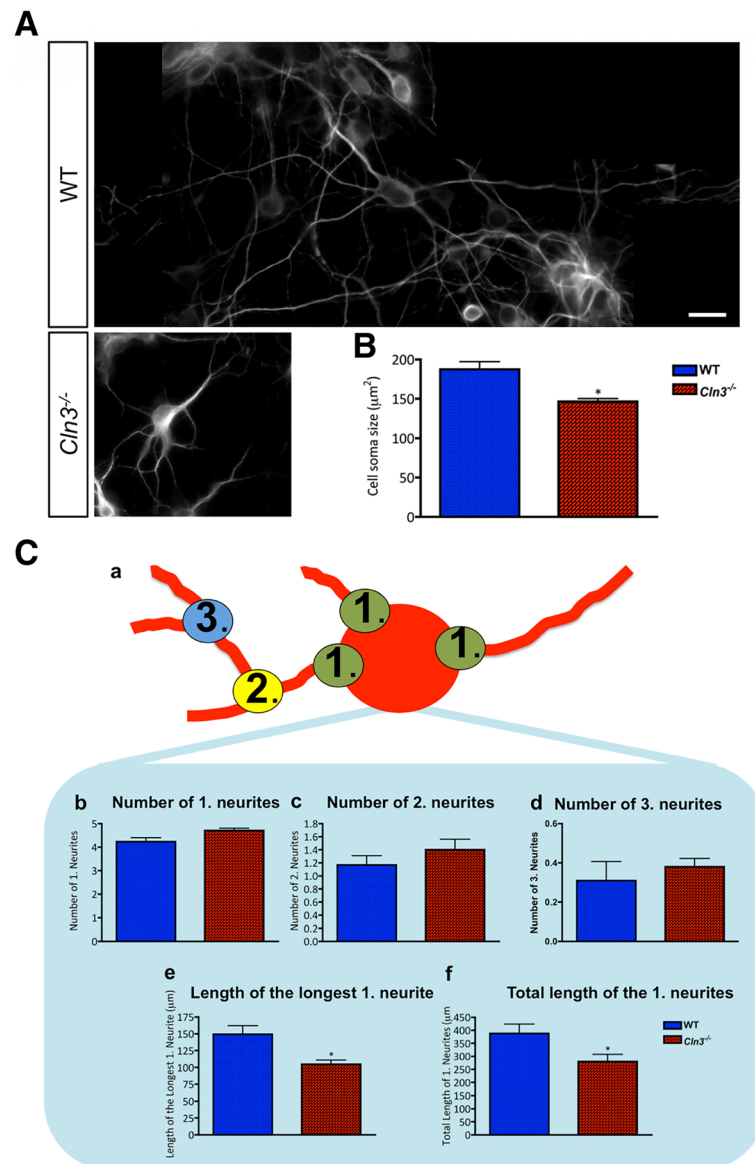 A
WT
Cln3-/-
B
Cell soma size (μm2)
200
150
100
50
0
*
WT
Cln3-/-
C
a
3.
1.
1.
1.
2.
b Number of 1. neurites
Number of 1. Neurites
5
4
3
2
1
0
c Number of 2. neurites
Number of 2. Neurites
1.8
1.6
1.4
1.2
1.0
0.8
0.6
0.4
0.2
0.0
d Number of 3. neurites
Number of 3. Neurites
0.6
0.4
0.2
0.0
e Length of the longest 1. neurite
Length of the Longest 1. Neurite (μm)
175
150
125
100
75
50
25
0
*
f Total length of the 1. neurites
Total Length of 1. Neurites (μm
450
400
350
300
250
200
150
100
50
0
*
WT
Cln3-/-